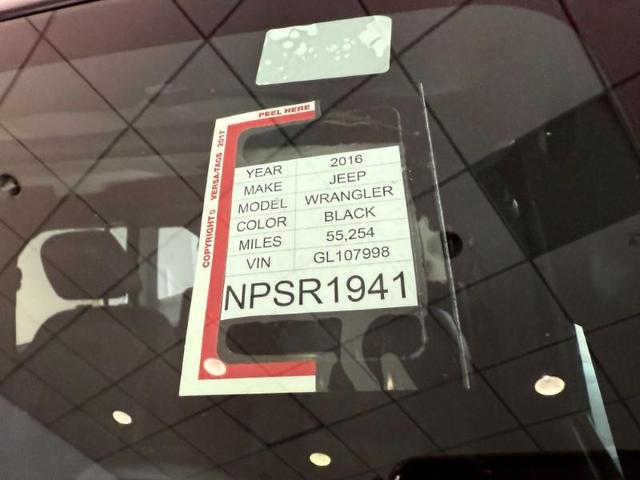 PEEL HERE
COPYRIGHT© VERSA-TAGS 2017
YEAR 2016
MAKE JEEP
MODEL WRANGLER
COLOR BLACK
MILES 55,254
VIN GL107998
NPSR1941